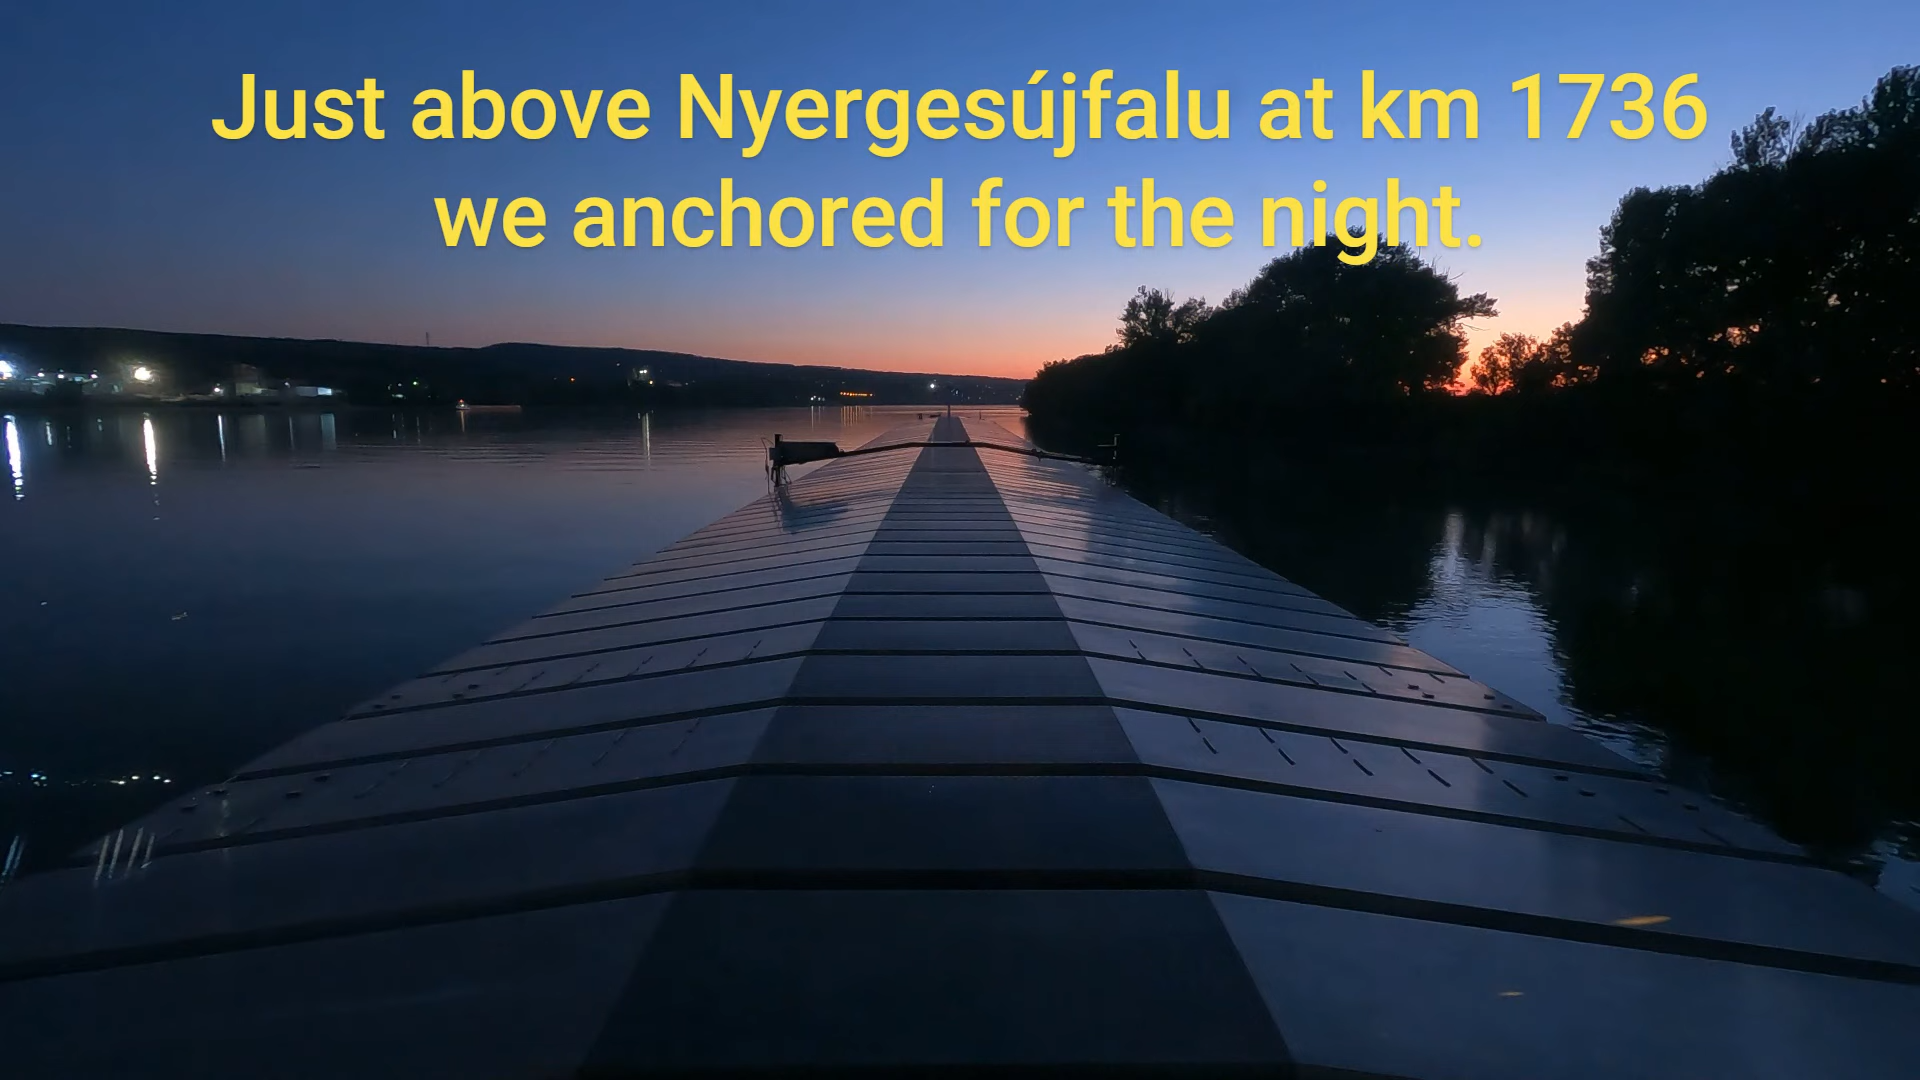 Just above Nyergesújfalu at km 1736
we anchored for the night.